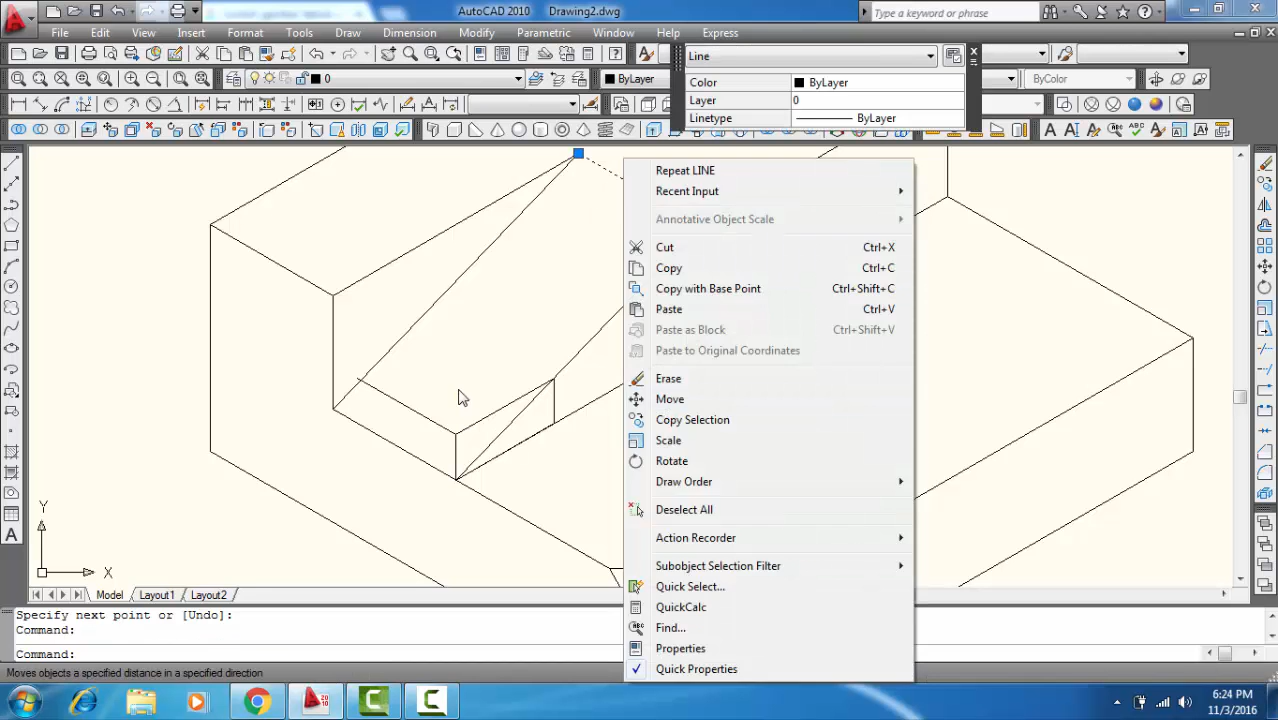 AutoCAD 2010 Drawing2.dwg
Type a keyword or phrase
File Edit View Insert Format Tools Draw Dimension Modify Parametric Window Help Express
Line
0 ByLayer ByColor
Color ByLayer
Layer 0
Linetype ByLayer
Repeat LINE
Recent Input
Annotative Object Scale
Cut Ctrl+X
Copy Ctrl+C
Copy with Base Point Ctrl+Shift+C
Paste Ctrl+V
Paste as Block Ctrl+Shift+V
Paste to Original Coordinates
Erase
Move
Copy Selection
Scale
Rotate
Draw Order
Deselect All
Action Recorder
Subobject Selection Filter
Quick Select...
QuickCalc
Find...
Properties
Quick Properties
Y
X
Model Layout1 Layout2
Specify next point or [Undo]:
Command:
Command:
Moves objects a specified distance in a specified direction
6:24 PM
11/3/2016